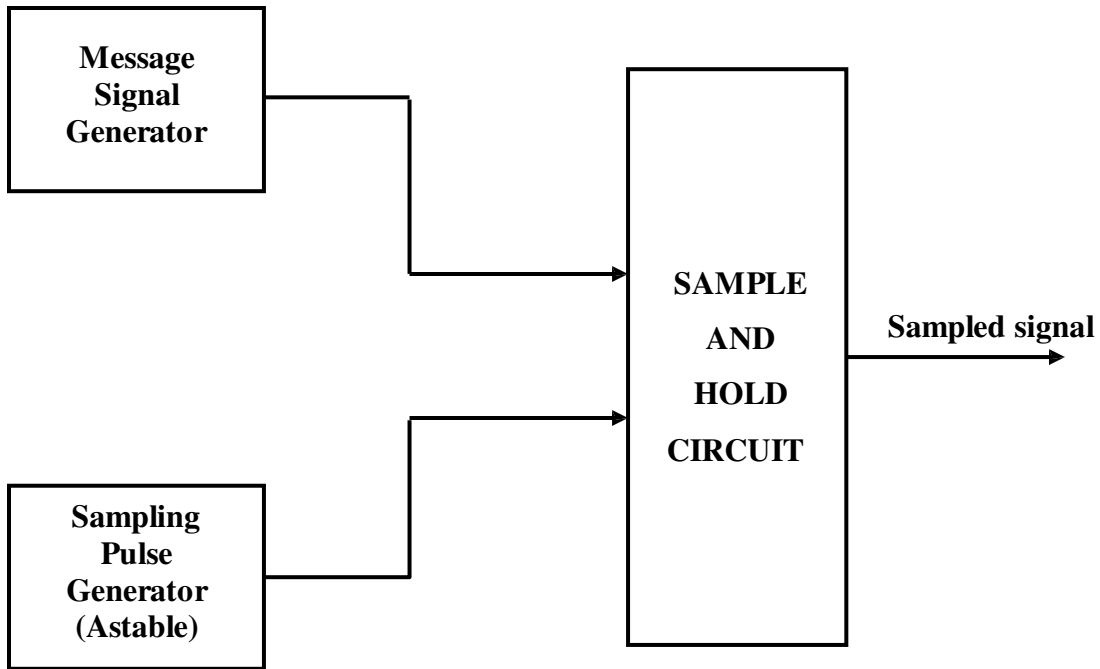 Message
Signal
Generator
SAMPLE
AND
HOLD
CIRCUIT
Sampled signal
Sampling
Pulse
Generator
(Astable)